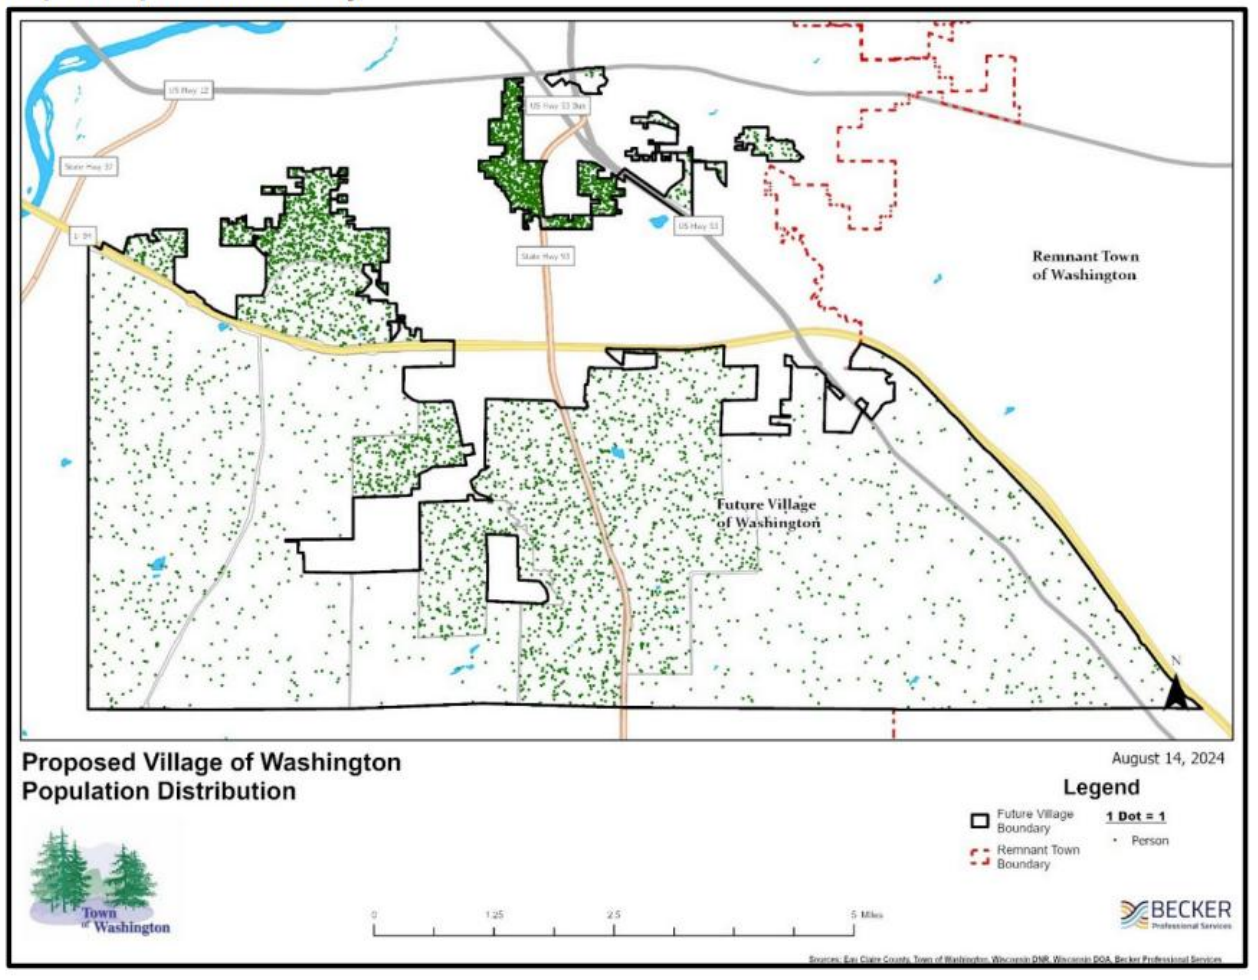 US Hwy 12
US Hwy 53 Bus
State Hwy 37
I- 94
US Hwy 53
State Hwy 93
Remnant Town
of Washington
Future Village
of Washington
N
Proposed Village of Washington
Population Distribution
August 14, 2024
Legend
Future Village
Boundary
1 Dot = 1
Person
Remnant Town
Boundary
Town
of Washington
0 1.25 2.5 5 Miles
BECKER
Professional Services
Sources: Eau Claire County, Town of Washington, Wisconsin DNR, Wisconsin DOA, Becker Professional Services